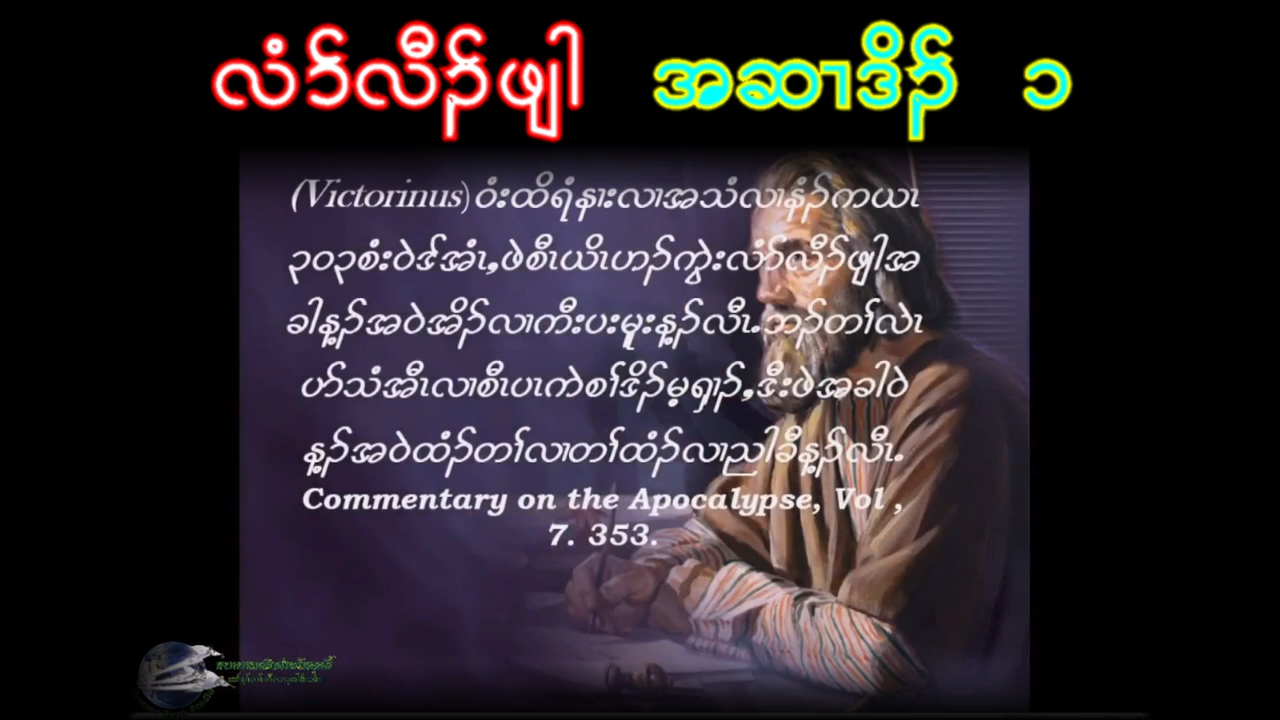 လံာ်လီၣ်ဖျါ အဆၢဒိၣ် ၁
(Victorinus) ဝံးထိရံနၢးလၢအသံလၢနံၣ်ကယၤ
၃၀၃စံးဝဲဒ်အံၤ,ဖဲစီၤယိၤဟၣ်ကွဲးလံာ်လီၣ်ဖျါအ
ခါန့ၣ်အဝဲအိၣ်လၢကီးပးမူးန့ၣ်လီၤ.ဘၣ်တၢ်လဲၤ
ဟ်သံအီၤလၢစီၤပၤကဲစၢ်ဒိၣ်မ့ရှၢၣ်,ဒီးဖဲအခါဝဲ
န့ၣ်အဝဲထံၣ်တၢ်လၢတၢ်ထံၣ်လၢညါခီန့ၣ်လီၤ.
Commentary on the Apocalypse, Vol ,
7. 353.